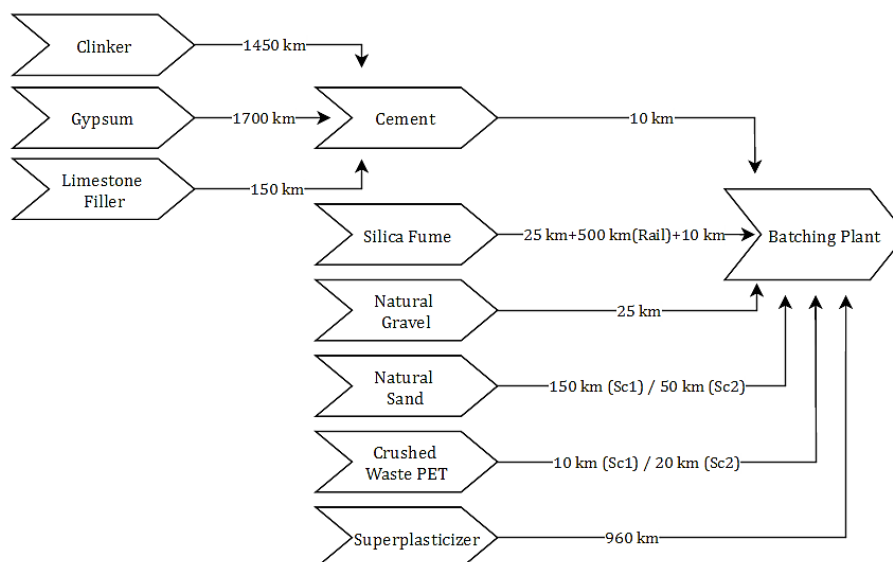 Clinker
1450 km
Gypsum
1700 km
Cement
10 km
Limestone
Filler
150 km
Silica Fume
25 km+500 km(Rail)+10 km
Batching Plant
Natural
Gravel
25 km
Natural
Sand
150 km (Sc1) / 50 km (Sc2)
Crushed
Waste PET
10 km (Sc1) / 20 km (Sc2)
Superplasticizer
960 km